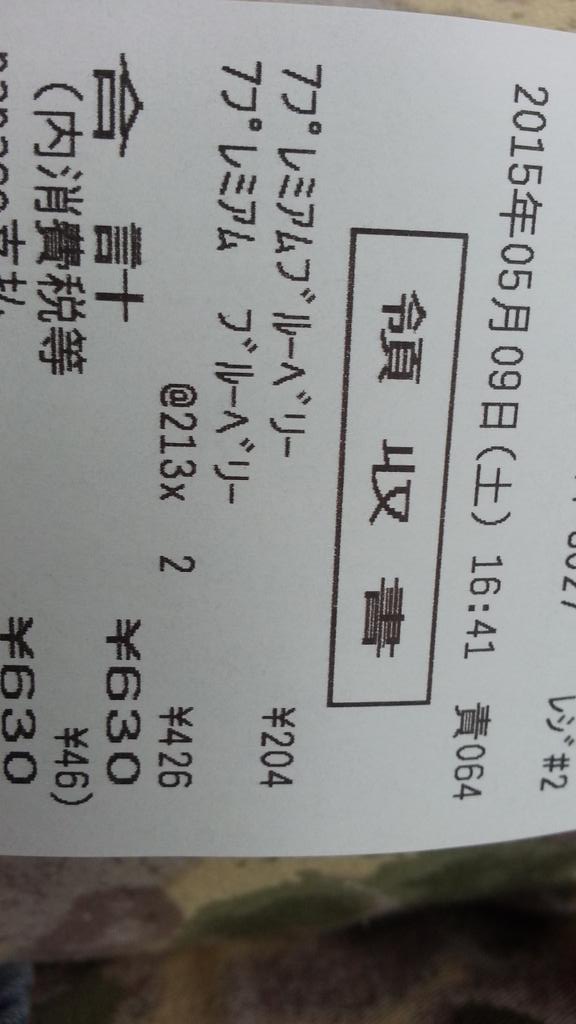 レジ#2
2015年05月09日(土) 16:41 責064
領収書
7プレミアムブルーベリー ¥204
7プレミアム ブルーベリー
@213x 2 ¥426
合計 ¥630
(内消費税等 ¥46)
¥630